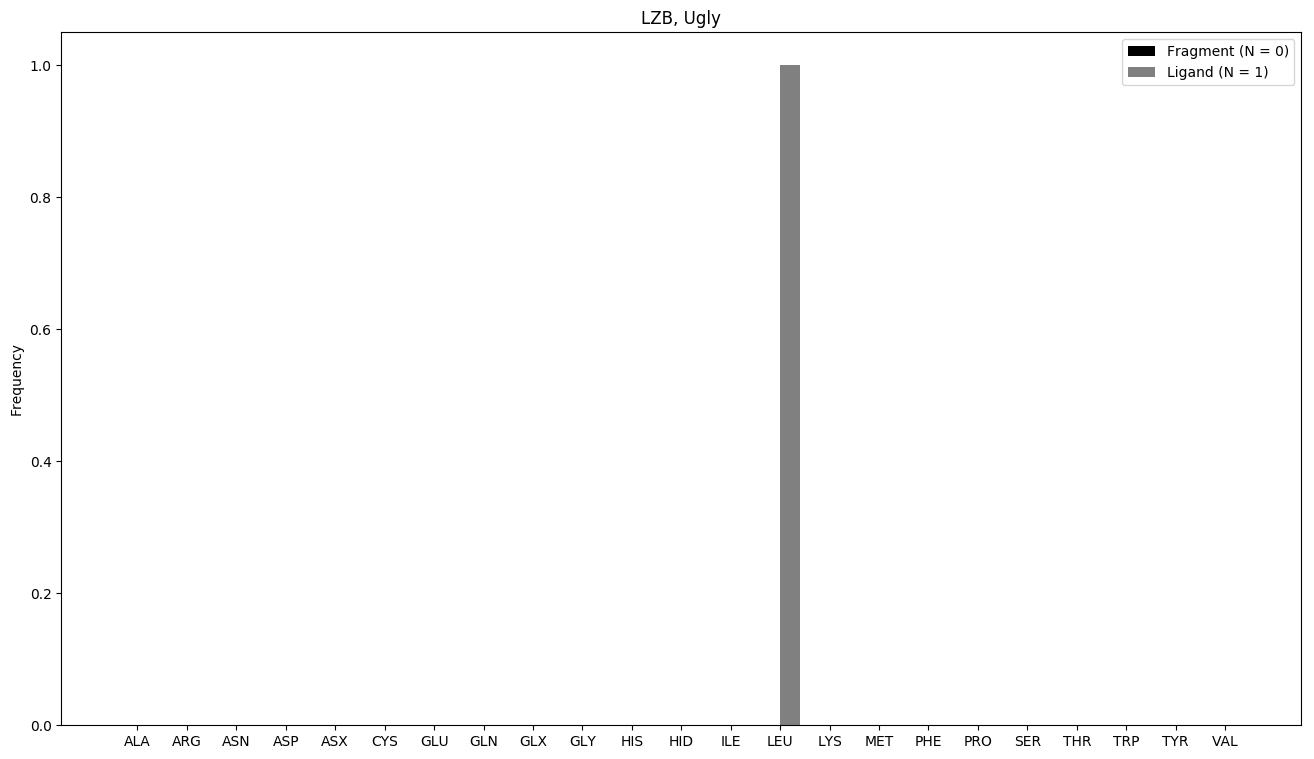 LZB, Ugly
Fragment (N = 0)
Ligand (N = 1)
Frequency
1.0
0.8
0.6
0.4
0.2
0.0
ALA ARG ASN ASP ASX CYS GLU GLN GLX GLY HIS HID ILE LEU LYS MET PHE PRO SER THR TRP TYR VAL